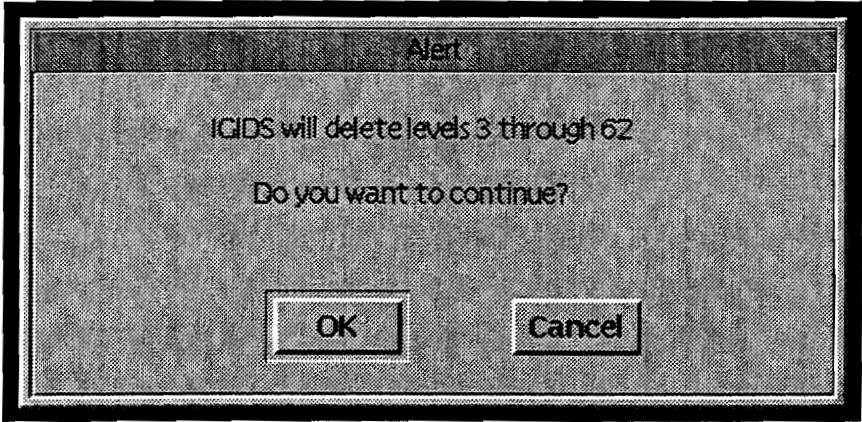 Alert
IGIDS will delete levels 3 through 62
Do you want to continue?
OK
Cancel